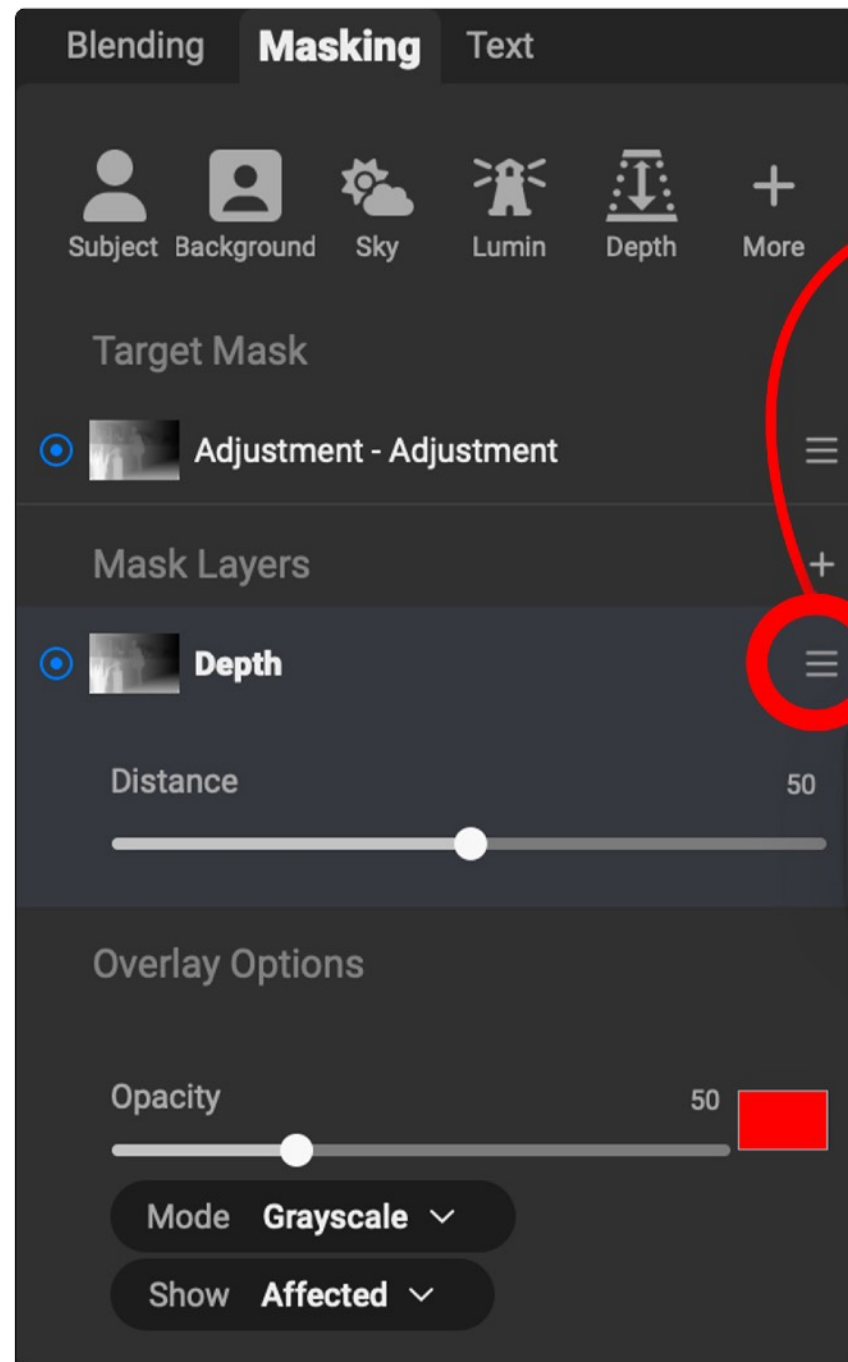 Blending Masking Text
Subject Background Sky Lumin Depth More
Target Mask
Adjustment - Adjustment
Mask Layers
Depth
Distance 50
Overlay Options
Opacity 50
Mode Grayscale
Show Affected